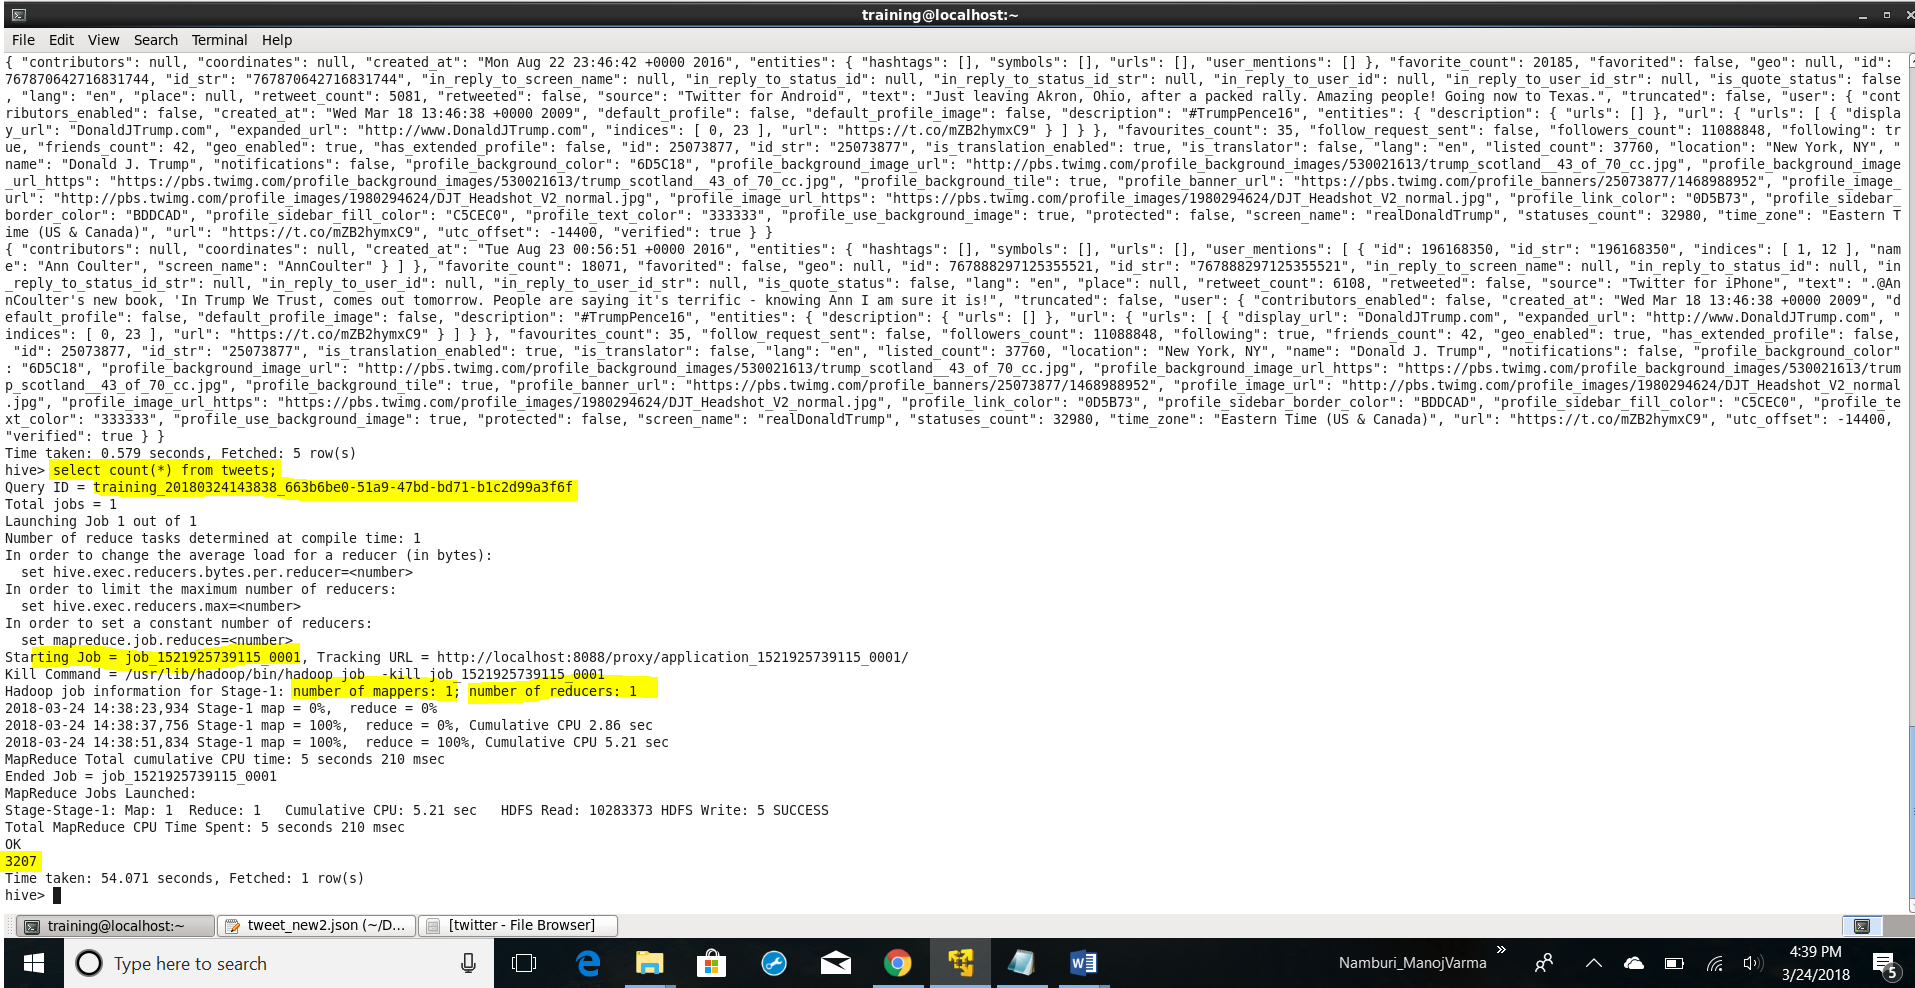 training@localhost:~
File Edit View Search Terminal Help
{ "contributors": null, "coordinates": null, "created_at": "Mon Aug 22 23:46:42 +0000 2016", "entities": { "hashtags": [], "symbols": [], "urls": [], "user_mentions": [] }, "favorite_count": 20185, "favorited": false, "geo": null, "id":
767870642716831744, "id_str": "767870642716831744", "in_reply_to_screen_name": null, "in_reply_to_status_id": null, "in_reply_to_status_id_str": null, "in_reply_to_user_id": null, "in_reply_to_user_id_str": null, "is_quote_status": false
, "lang": "en", "place": null, "retweet_count": 5081, "retweeted": false, "source": "Twitter for Android", "text": "Just leaving Akron, Ohio, after a packed rally. Amazing people! Going now to Texas.", "truncated": false, "user": { "cont
ributors_enabled": false, "created_at": "Wed Mar 18 13:46:38 +0000 2009", "default_profile": false, "default_profile_image": false, "description": "#TrumpPence16", "entities": { "description": { "urls": [] }, "url": { "urls": [ { "displa
y_url": "DonaldJTrump.com", "expanded_url": "http://www.DonaldJTrump.com", "indices": [ 0, 23 ], "url": "https://t.co/mZB2hymxC9" } ] } }, "favourites_count": 35, "follow_request_sent": false, "followers_count": 11088848, "following": tr
ue, "friends_count": 42, "geo_enabled": true, "has_extended_profile": false, "id": 25073877, "id_str": "25073877", "is_translation_enabled": true, "is_translator": false, "lang": "en", "listed_count": 37760, "location": "New York, NY", "
name": "Donald J. Trump", "notifications": false, "profile_background_color": "6D5C18", "profile_background_image_url": "http://pbs.twimg.com/profile_background_images/530021613/trump_scotland__43_of_70_cc.jpg", "profile_background_image
_url_https": "https://pbs.twimg.com/profile_background_images/530021613/trump_scotland__43_of_70_cc.jpg", "profile_background_tile": true, "profile_banner_url": "https://pbs.twimg.com/profile_banners/25073877/1468988952", "profile_image_
url": "http://pbs.twimg.com/profile_images/1980294624/DJT_Headshot_V2_normal.jpg", "profile_image_url_https": "https://pbs.twimg.com/profile_images/1980294624/DJT_Headshot_V2_normal.jpg", "profile_link_color": "0D5B73", "profile_sidebar_
border_color": "BDDCAD", "profile_sidebar_fill_color": "C5CEC0", "profile_text_color": "333333", "profile_use_background_image": true, "protected": false, "screen_name": "realDonaldTrump", "statuses_count": 32980, "time_zone": "Eastern T
ime (US & Canada)", "url": "https://t.co/mZB2hymxC9", "utc_offset": -14400, "verified": true } }
{ "contributors": null, "coordinates": null, "created_at": "Tue Aug 23 00:56:51 +0000 2016", "entities": { "hashtags": [], "symbols": [], "urls": [], "user_mentions": [ { "id": 196168350, "id_str": "196168350", "indices": [ 1, 12 ], "nam
e": "Ann Coulter", "screen_name": "AnnCoulter" } ] }, "favorite_count": 18071, "favorited": false, "geo": null, "id": 767888297125355521, "id_str": "767888297125355521", "in_reply_to_screen_name": null, "in_reply_to_status_id": null, "in
_reply_to_status_id_str": null, "in_reply_to_user_id": null, "in_reply_to_user_id_str": null, "is_quote_status": false, "lang": "en", "place": null, "retweet_count": 6108, "retweeted": false, "source": "Twitter for iPhone", "text": ".@An
nCoulter's new book, 'In Trump We Trust, comes out tomorrow. People are saying it's terrific - knowing Ann I am sure it is!", "truncated": false, "user": { "contributors_enabled": false, "created_at": "Wed Mar 18 13:46:38 +0000 2009", "d
efault_profile": false, "default_profile_image": false, "description": "#TrumpPence16", "entities": { "description": { "urls": [] }, "url": { "urls": [ { "display_url": "DonaldJTrump.com", "expanded_url": "http://www.DonaldJTrump.com", "
indices": [ 0, 23 ], "url": "https://t.co/mZB2hymxC9" } ] } }, "favourites_count": 35, "follow_request_sent": false, "followers_count": 11088848, "following": true, "friends_count": 42, "geo_enabled": true, "has_extended_profile": false,
"id": 25073877, "id_str": "25073877", "is_translation_enabled": true, "is_translator": false, "lang": "en", "listed_count": 37760, "location": "New York, NY", "name": "Donald J. Trump", "notifications": false, "profile_background_color"
: "6D5C18", "profile_background_image_url": "http://pbs.twimg.com/profile_background_images/530021613/trump_scotland__43_of_70_cc.jpg", "profile_background_image_url_https": "https://pbs.twimg.com/profile_background_images/530021613/trum
p_scotland__43_of_70_cc.jpg", "profile_background_tile": true, "profile_banner_url": "https://pbs.twimg.com/profile_banners/25073877/1468988952", "profile_image_url": "http://pbs.twimg.com/profile_images/1980294624/DJT_Headshot_V2_normal
.jpg", "profile_image_url_https": "https://pbs.twimg.com/profile_images/1980294624/DJT_Headshot_V2_normal.jpg", "profile_link_color": "0D5B73", "profile_sidebar_border_color": "BDDCAD", "profile_sidebar_fill_color": "C5CEC0", "profile_te
xt_color": "333333", "profile_use_background_image": true, "protected": false, "screen_name": "realDonaldTrump", "statuses_count": 32980, "time_zone": "Eastern Time (US & Canada)", "url": "https://t.co/mZB2hymxC9", "utc_offset": -14400,
"verified": true } }
Time taken: 0.579 seconds, Fetched: 5 row(s)
hive> select count(*) from tweets;
Query ID = training_20180324143838_663b6be0-51a9-47bd-bd71-b1c2d99a3f6f
Total jobs = 1
Launching Job 1 out of 1
Number of reduce tasks determined at compile time: 1
In order to change the average load for a reducer (in bytes):
set hive.exec.reducers.bytes.per.reducer=<number>
In order to limit the maximum number of reducers:
set hive.exec.reducers.max=<number>
In order to set a constant number of reducers:
set mapreduce.job.reduces=<number>
Starting Job = job_1521925739115_0001, Tracking URL = http://localhost:8088/proxy/application_1521925739115_0001/
Kill Command = /usr/lib/hadoop/bin/hadoop job  -kill job_1521925739115_0001
Hadoop job information for Stage-1: number of mappers: 1; number of reducers: 1
2018-03-24 14:38:23,934 Stage-1 map = 0%,  reduce = 0%
2018-03-24 14:38:37,756 Stage-1 map = 100%,  reduce = 0%, Cumulative CPU 2.86 sec
2018-03-24 14:38:51,834 Stage-1 map = 100%,  reduce = 100%, Cumulative CPU 5.21 sec
MapReduce Total cumulative CPU time: 5 seconds 210 msec
Ended Job = job_1521925739115_0001
MapReduce Jobs Launched:
Stage-Stage-1: Map: 1  Reduce: 1   Cumulative CPU: 5.21 sec   HDFS Read: 10283373 HDFS Write: 5 SUCCESS
Total MapReduce CPU Time Spent: 5 seconds 210 msec
OK
3207
Time taken: 54.071 seconds, Fetched: 1 row(s)
hive>
training@localhost:~ tweet_new2.json (~/D... [twitter - File Browser]
Type here to search
Namburi_ManojVarma
4:39 PM
3/24/2018
5